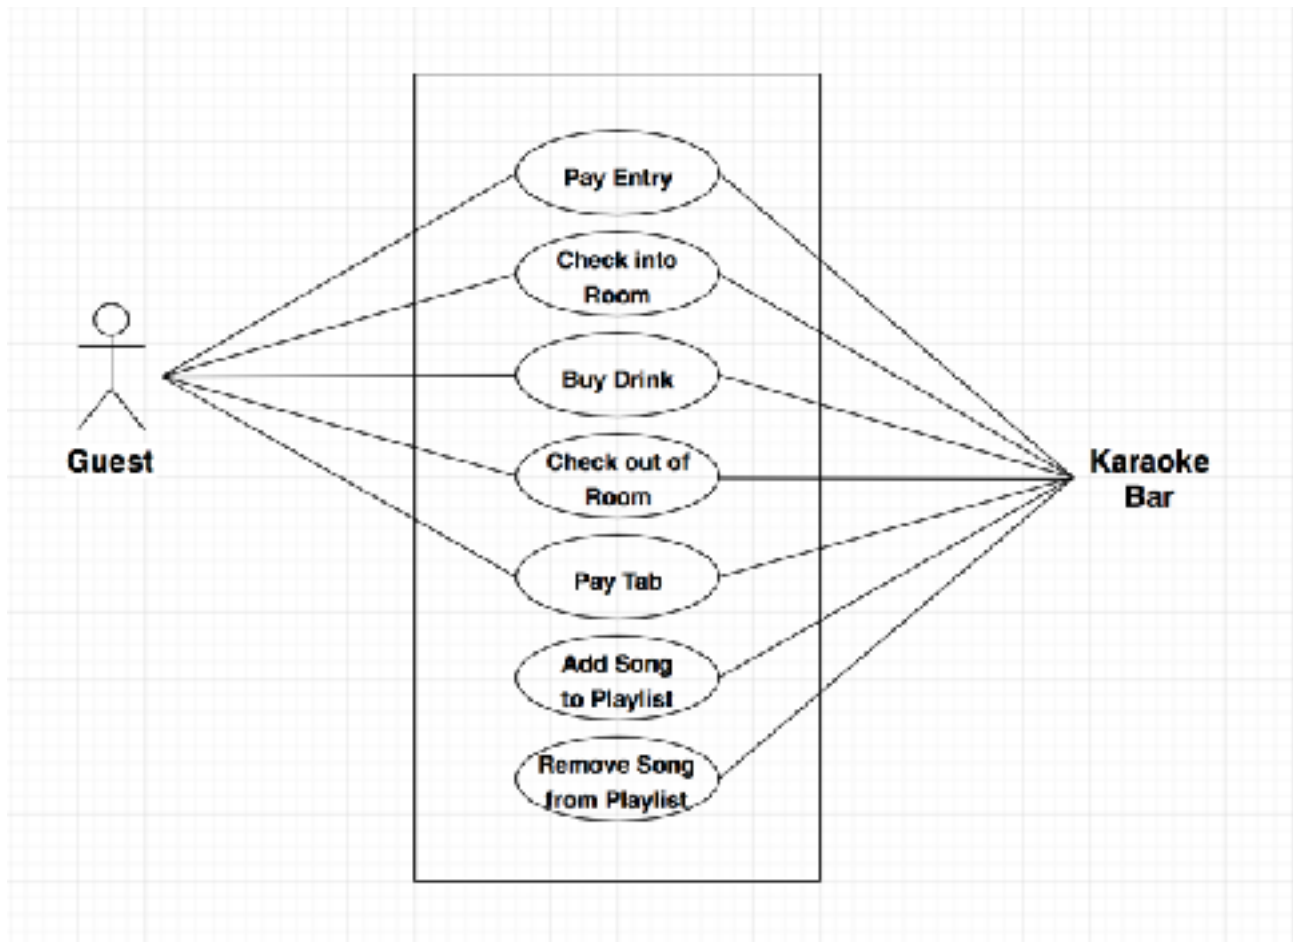 Pay Entry
Check into
Room
Buy Drink
Check out of
Room
Pay Tab
Add Song
to Playlist
Remove Song
from Playlist
Guest
Karaoke
Bar